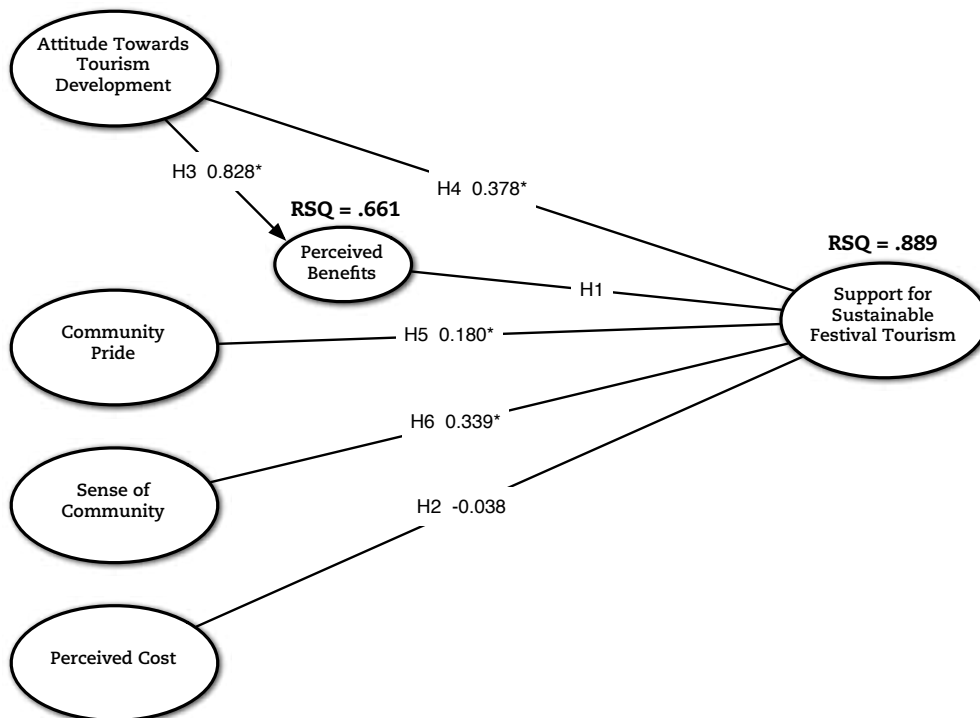 Attitude Towards
Tourism
Development
H3 0.828*
H4 0.378*
RSQ = .661
Perceived
Benefits
H1
RSQ = .889
Support for
Sustainable
Festival Tourism
Community
Pride
H5 0.180*
H6 0.339*
Sense of
Community
H2 -0.038
Perceived Cost